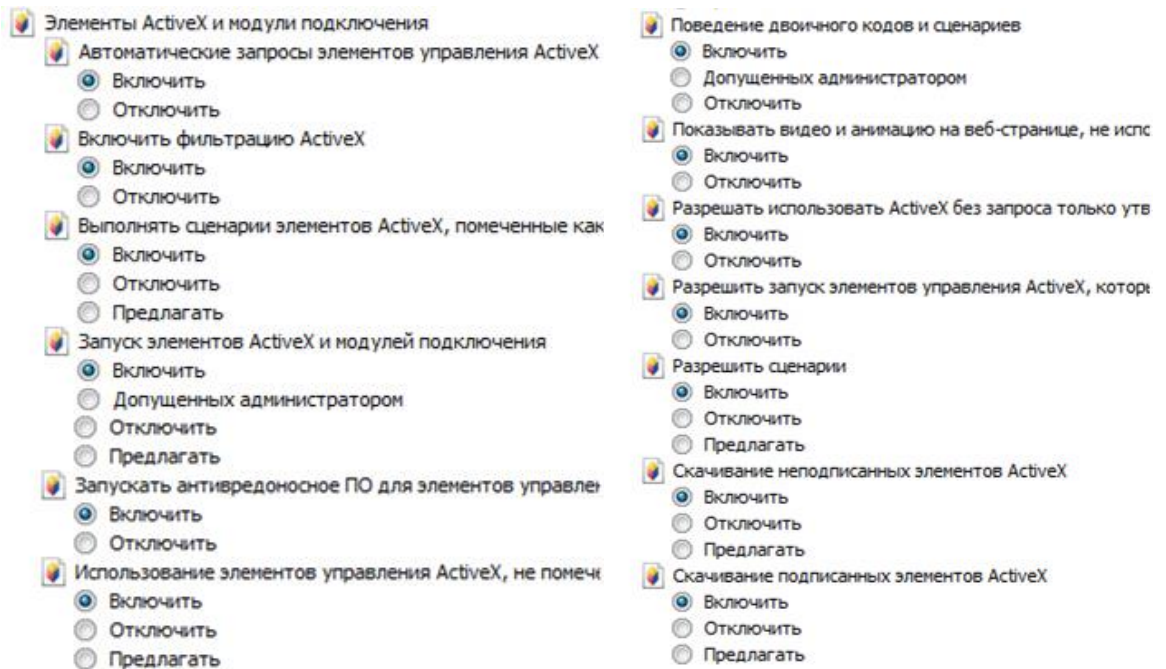 Элементы ActiveX и модули подключения
Автоматические запросы элементов управления ActiveX
Включить
Отключить
Включить фильтрацию ActiveX
Включить
Отключить
Выполнять сценарии элементов ActiveX, помеченные как
Включить
Отключить
Предлагать
Запуск элементов ActiveX и модулей подключения
Включить
Допущенных администратором
Отключить
Предлагать
Запускать антивредоносное ПО для элементов управлен
Включить
Отключить
Использование элементов управления ActiveX, не помече
Включить
Отключить
Предлагать
Поведение двоичного кодов и сценариев
Включить
Допущенных администратором
Отключить
Показывать видео и анимацию на веб-странице, не испс
Включить
Отключить
Разрешать использовать ActiveX без запроса только утв
Включить
Отключить
Разрешить запуск элементов управления ActiveX, которь
Включить
Отключить
Разрешить сценарии
Включить
Отключить
Предлагать
Скачивание неподписанных элементов ActiveX
Включить
Отключить
Предлагать
Скачивание подписанных элементов ActiveX
Включить
Отключить
Предлагать